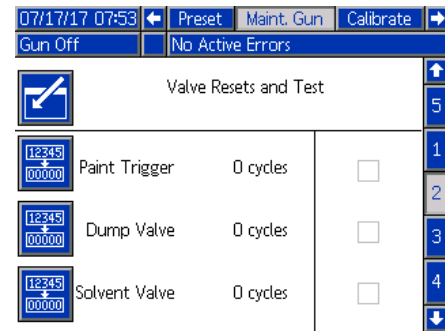 07/17/17 07:53 Preset Maint. Gun Calibrate
Gun Off No Active Errors
Valve Resets and Test
5
12345
00000
Paint Trigger 0 cycles
1
2
12345
00000
Dump Valve 0 cycles
3
12345
00000
Solvent Valve 0 cycles
4